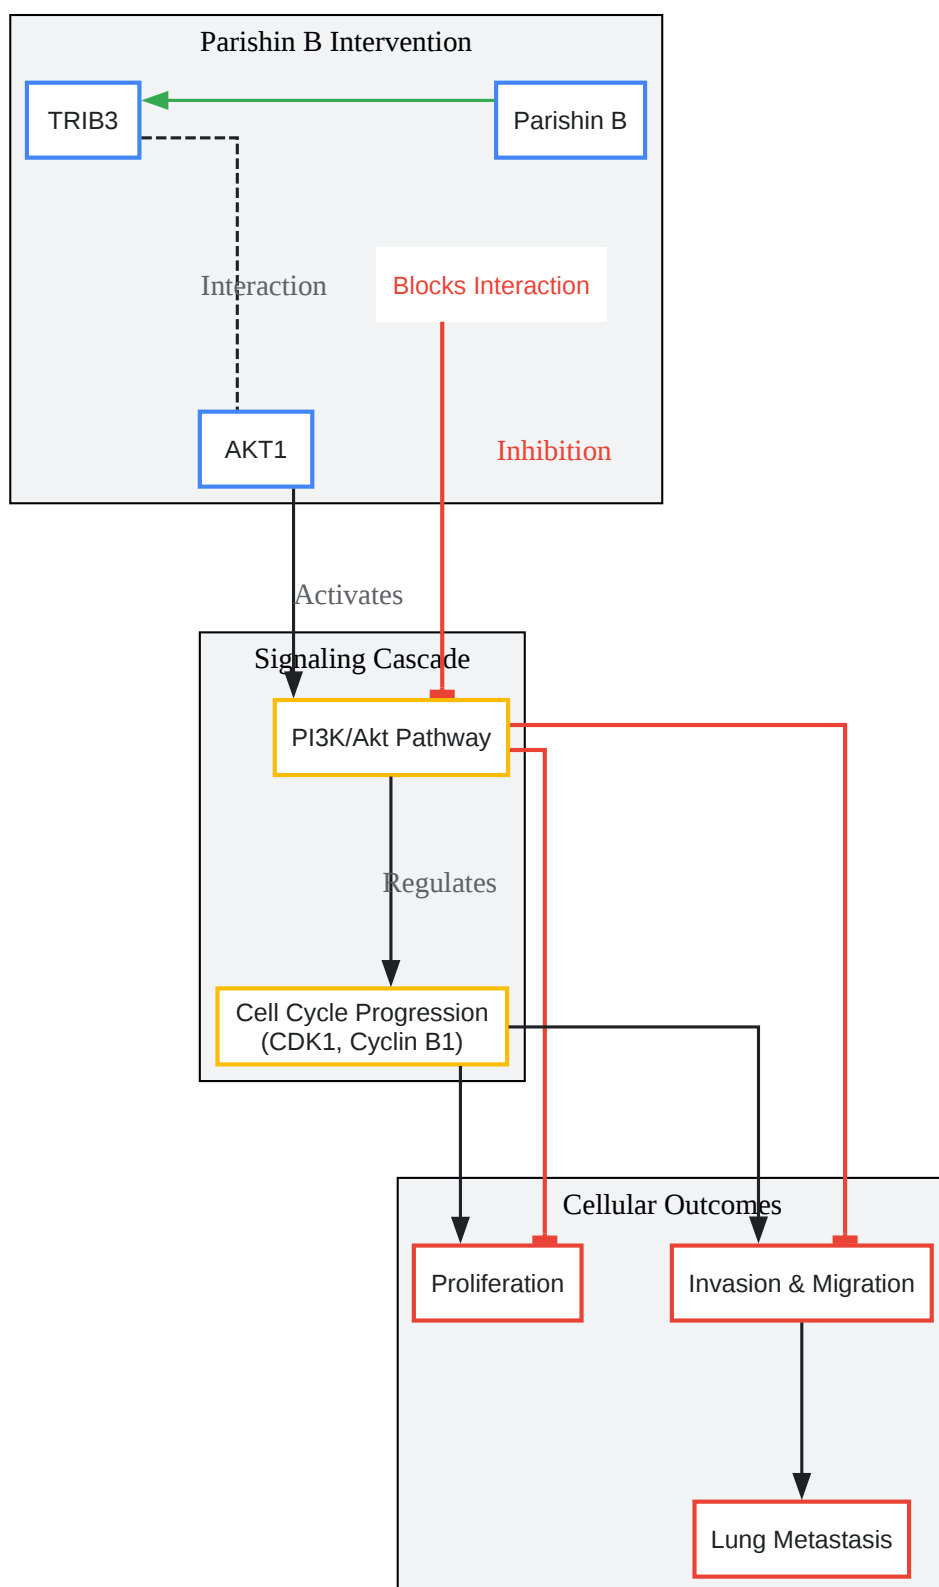 Parishin B Intervention
TRIB3
Parishin B
Interaction
Blocks Interaction
AKT1
Inhibition
Activates
Signaling Cascade
PI3K/Akt Pathway
Regulates
Cell Cycle Progression
(CDK1, Cyclin B1)
Cellular Outcomes
Proliferation
Invasion & Migration
Lung Metastasis